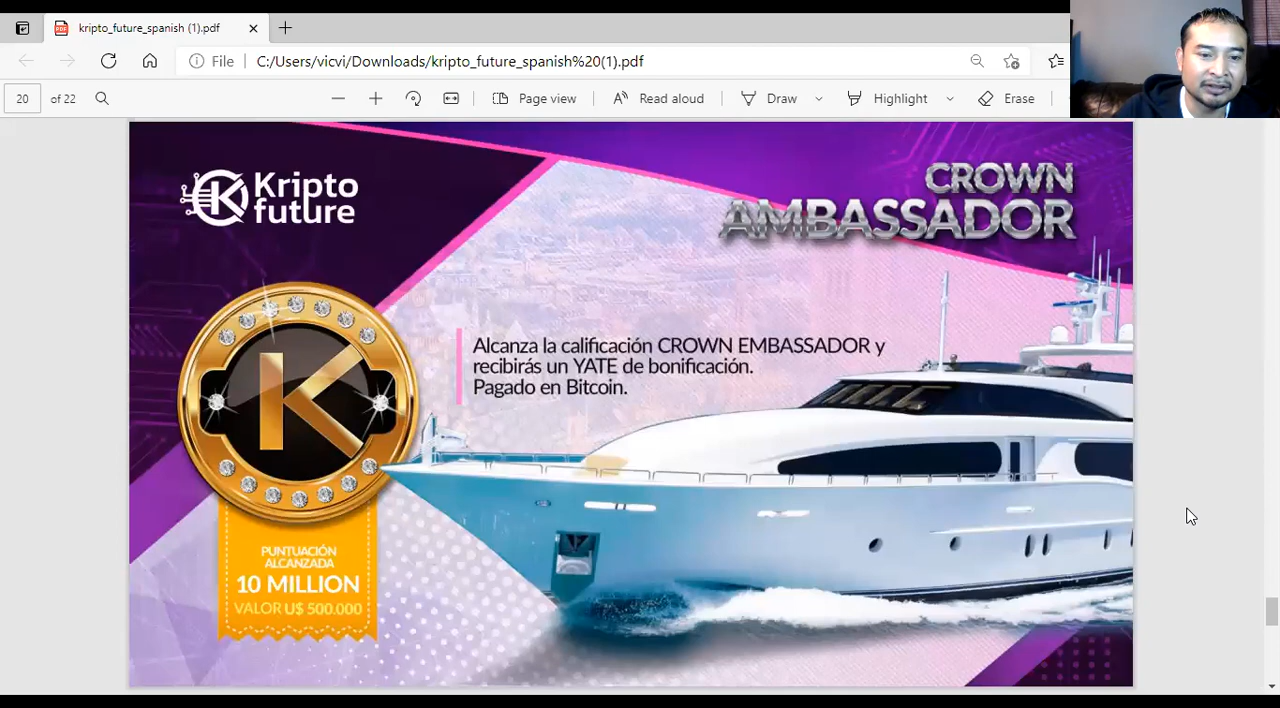 kripto_future_spanish (1).pdf
File
C:/Users/vicvi/Downloads/kripto_future_spanish%20(1).pdf
20
of 22
Page view
Read aloud
Draw
Highlight
Erase
Kripto
future
CROWN
AMBASSADOR
Alcanza la calificación CROWN EMBASSADOR y
recibirás un YATE de bonificación.
Pagado en Bitcoin.
K
PUNTUACIÓN
ALCANZADA
10 MILLION
VALOR U$ 500.000